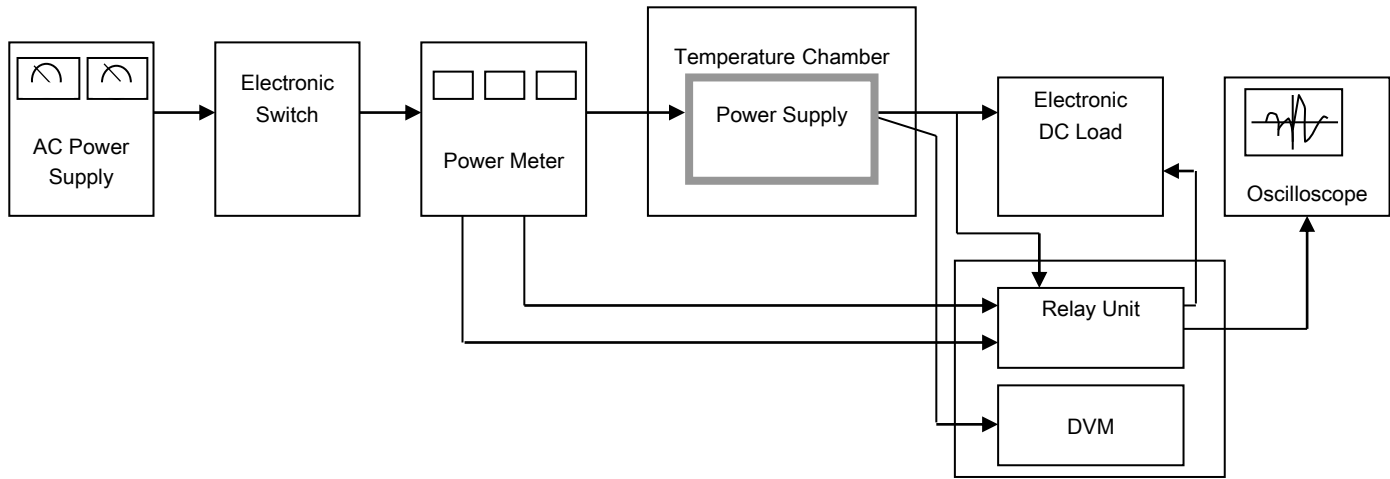 AC Power
Supply
Electronic
Switch
Power Meter
Temperature Chamber
Power Supply
Electronic
DC Load
Oscilloscope
Relay Unit
DVM